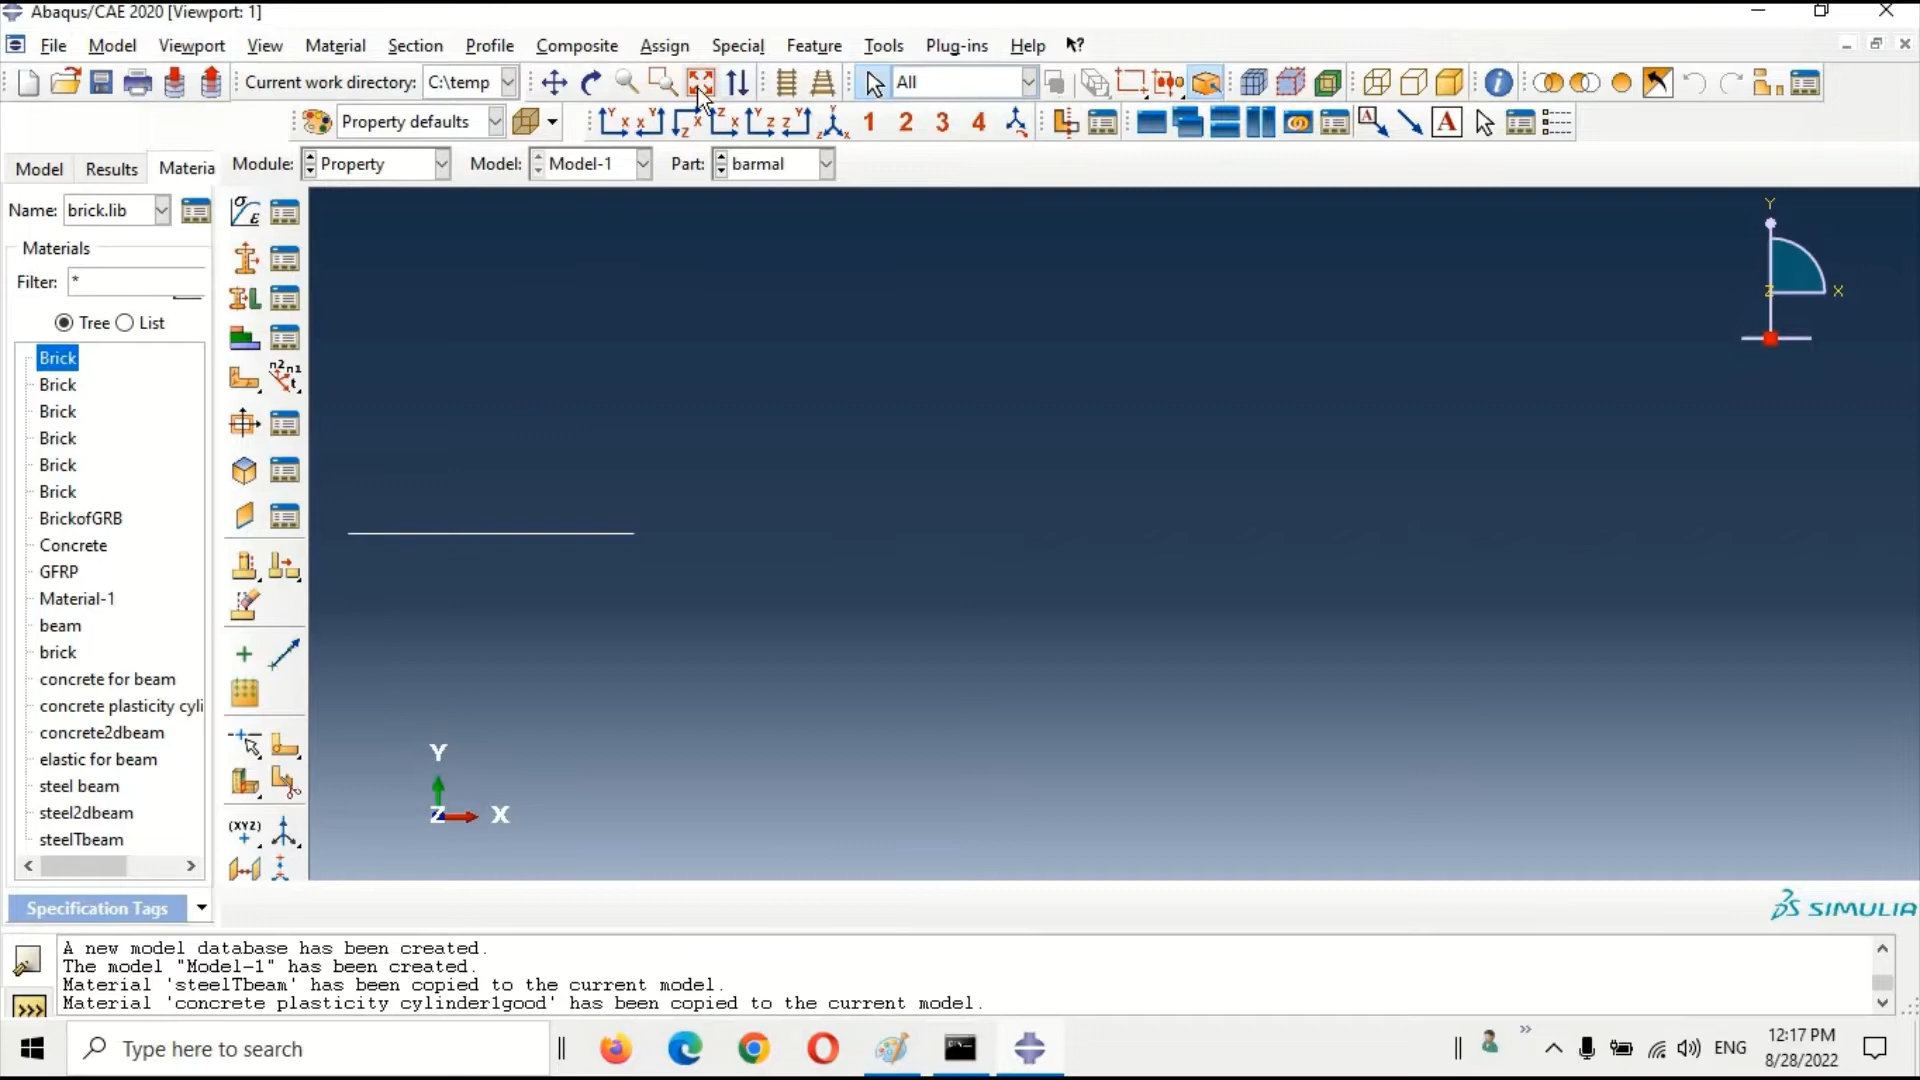 Abaqus/CAE 2020 [Viewport: 1]
File Model Viewport View Material Section Profile Composite Assign Special Feature Tools Plug-ins Help
Current work directory: C:\temp All
Property defaults 1 2 3 4 A
Model Results Materia Module: Property Model: Model-1 Part: barmal
Name: brick.lib
Materials
Filter: *
Tree List
Brick
Brick
Brick
Brick
Brick
Brick
BrickofGRB
Concrete
GFRP
Material-1
beam
brick
concrete for beam
concrete plasticity cyli
concrete2dbeam
elastic for beam
steel beam
steel2dbeam
steelTbeam
Specification Tags
(XYZ)
Y
Z X
Y
Z X
SIMULIA
A new model database has been created.
The model "Model-1" has been created.
Material 'steelTbeam' has been copied to the current model.
Material 'concrete plasticity cylinder1good' has been copied to the current model.
>>>
Type here to search
ENG
12:17 PM
8/28/2022